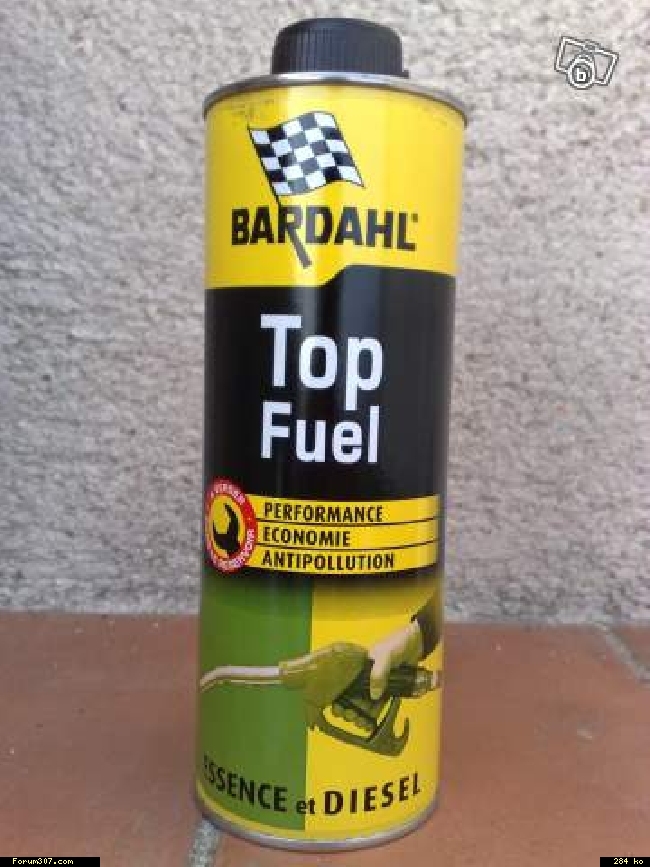 BARDAHL
Top
Fuel
PERFORMANCE
ECONOMIE
ANTIPOLLUTION
ESSENCE et DIESEL
Forum307.com
284 ko